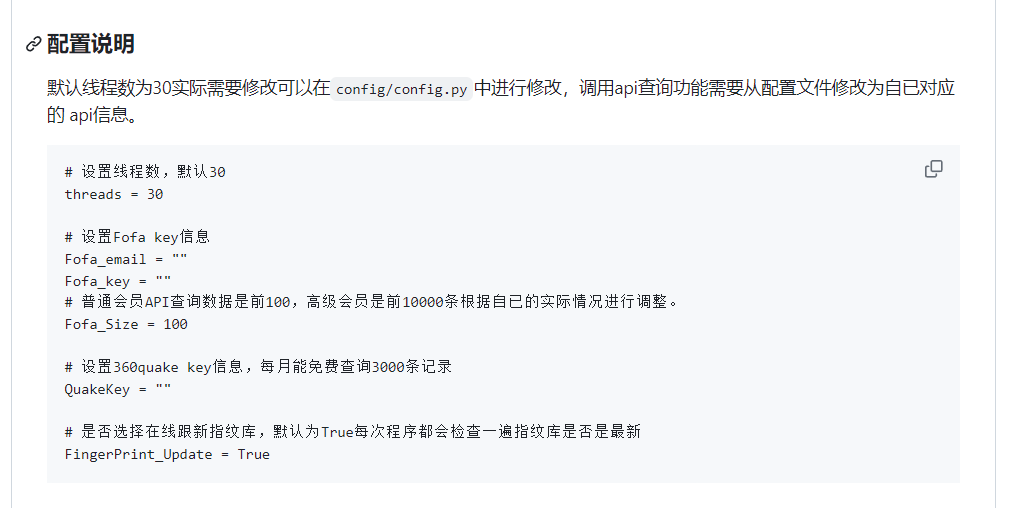 配置说明
默认线程数为30实际需要修改可以在 config/config.py 中进行修改，调用api查询功能需要从配置文件修改为自已对应
的 api信息。
# 设置线程数，默认30
threads = 30
# 设置Fofa key信息
Fofa_email = ""
Fofa_key = ""
# 普通会员API查询数据是前100，高级会员是前10000条根据自已的实际情况进行调整。
Fofa_Size = 100
# 设置360quake key信息，每月能免费查询3000条记录
QuakeKey = ""
# 是否选择在线跟新指纹库，默认为True每次程序都会检查一遍指纹库是否是最新
FingerPrint_Update = True